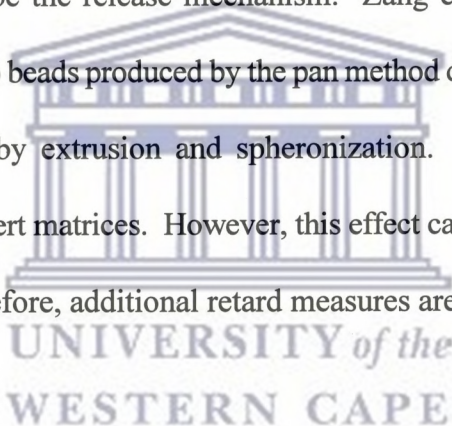 be the release mechanism. Zang e
beads produced by the pan method
by extrusion and spheronization.
ert matrices. However, this effect ca
efore, additional retard measures are
UNIVERSITY of the
WESTERN CAPE